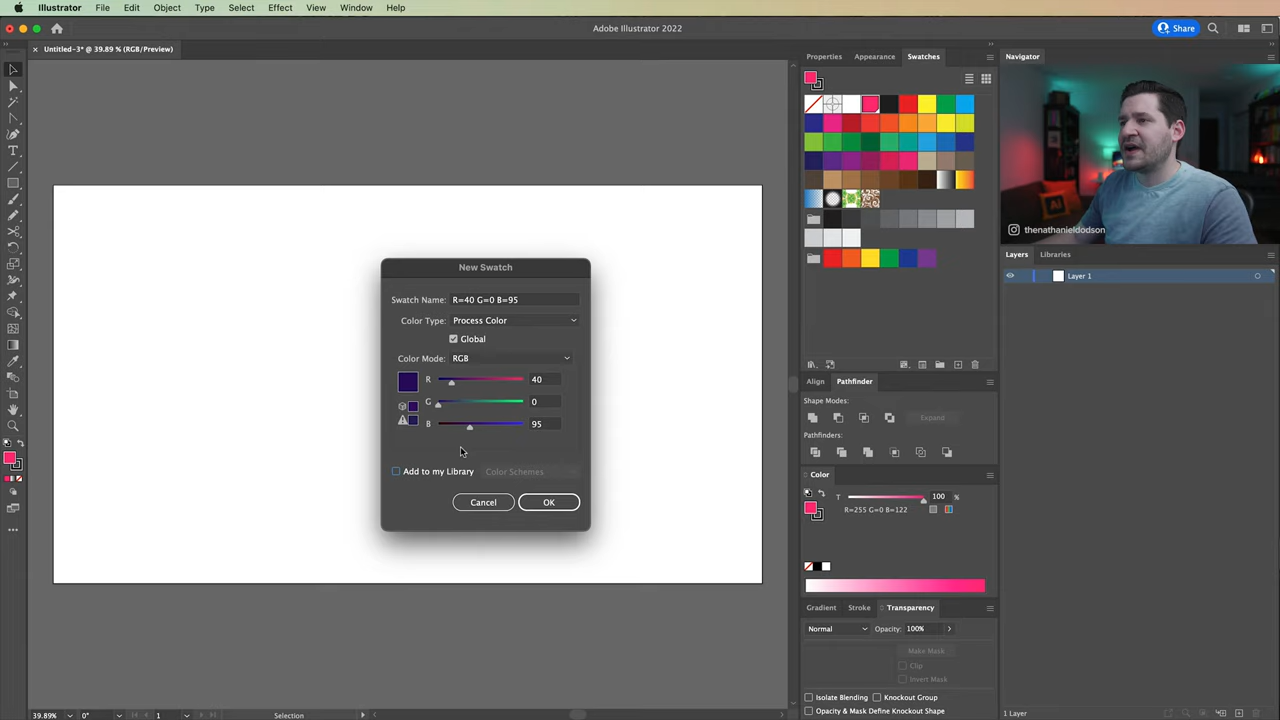 Illustrator File Edit Object Type Select Effect View Window Help
Adobe Illustrator 2022
Share
× Untitled-3* @ 39.89 % (RGB/Preview)
Properties Appearance Swatches
Navigator
New Swatch
Swatch Name: R=40 G=0 B=95
Color Type: Process Color
Global
Color Mode: RGB
R 40
G 0
B 95
Add to my Library Color Schemes
Cancel OK
Ai
thenathanieldodson
Layers Libraries
Layer 1
Align Pathfinder
Shape Modes:
Expand
Pathfinders:
Color
T 100 %
R=255 G=0 B=122
Gradient Stroke Transparency
Normal Opacity: 100%
Make Mask
Clip
Invert Mask
Isolate Blending Knockout Group
Opacity & Mask Define Knockout Shape
39.89% 0° 1 Selection
1 Layer